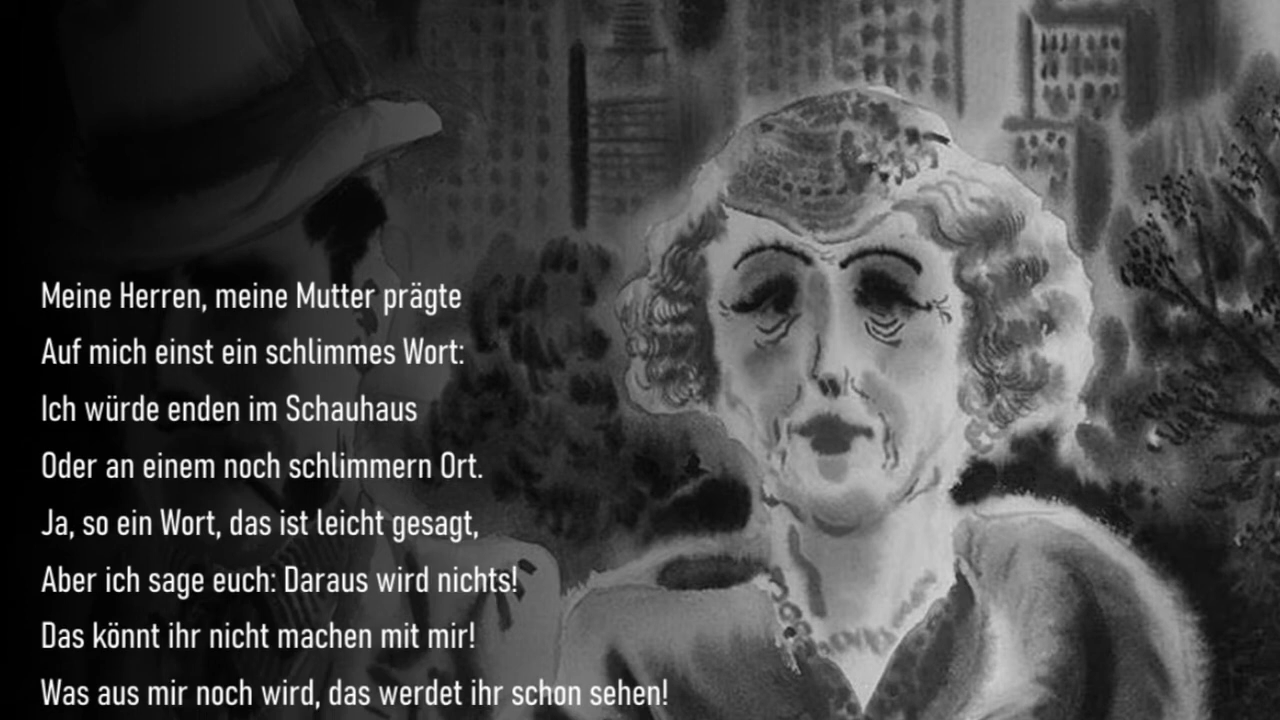 Meine Herren, meine Mutter prägte
Auf mich einst ein schlimmes Wort:
Ich würde enden im Schauhaus
Oder an einem noch schlimmern Ort.
Ja, so ein Wort, das ist leicht gesagt,
Aber ich sage euch: Daraus wird nichts!
Das könnt ihr nicht machen mit mir!
Was aus mir noch wird, das werdet ihr schon sehen!